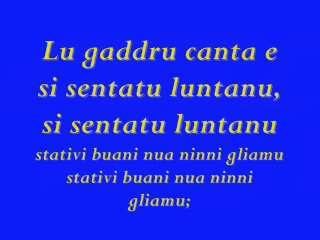 Lu gaddru canta e
si sentatu luntanu,
si sentatu luntanu
stativi buani nua ninni gliamu
stativi buani nua ninni
gliamu;